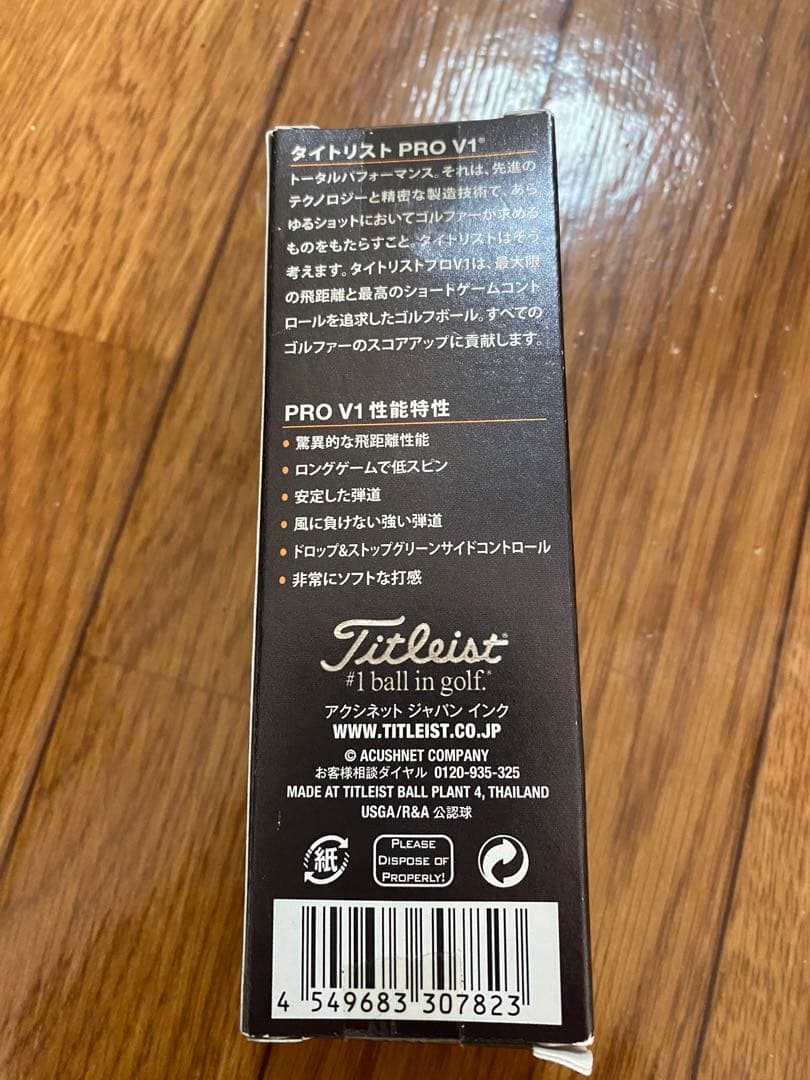 タイトリスト PRO V1®
トータルパフォーマンス。それは、先進の
テクノロジーと精密な製造技術で、あら
ゆるショットにおいてゴルファーが求める
ものをもたらすこと。タイトリストはそう
考えます。タイトリストプロV1は、最大限
の飛距離と最高のショートゲームコント
ロールを追求したゴルフボール。すべての
ゴルファーのスコアアップに貢献します。
PRO V1 性能特性
• 驚異的な飛距離性能
• ロングゲームで低スピン
• 安定した弾道
• 風に負けない強い弾道
• ドロップ&ストップグリーンサイドコントロール
• 非常にソフトな打感
Titleist®
#1 ball in golf.®
アクシネット ジャパン インク
WWW.TITLEIST.CO.JP
© ACUSHNET COMPANY
お客様相談ダイヤル 0120-935-325
MADE AT TITLEIST BALL PLANT 4, THAILAND
USGA/R&A 公認球
紙
PLEASE
DISPOSE OF
PROPERLY!
4 549683 307823